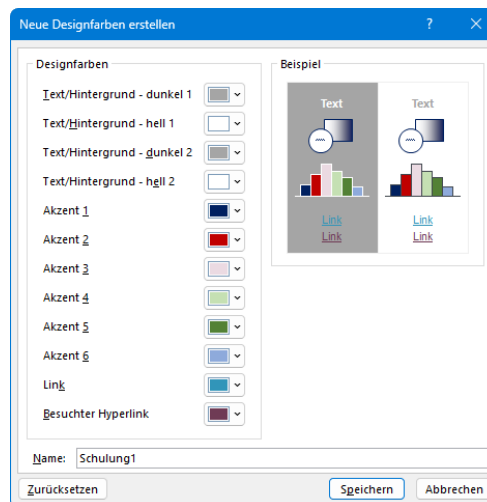 Neue Designfarben erstellen ? ×
Designfarben
Text/Hintergrund - dunkel 1
Text/Hintergrund - hell 1
Text/Hintergrund - dunkel 2
Text/Hintergrund - hell 2
Akzent 1
Akzent 2
Akzent 3
Akzent 4
Akzent 5
Akzent 6
Link
Besuchter Hyperlink
Beispiel
Text Text
Link Link
Link Link
Name: Schulung1
Zurücksetzen Speichern Abbrechen